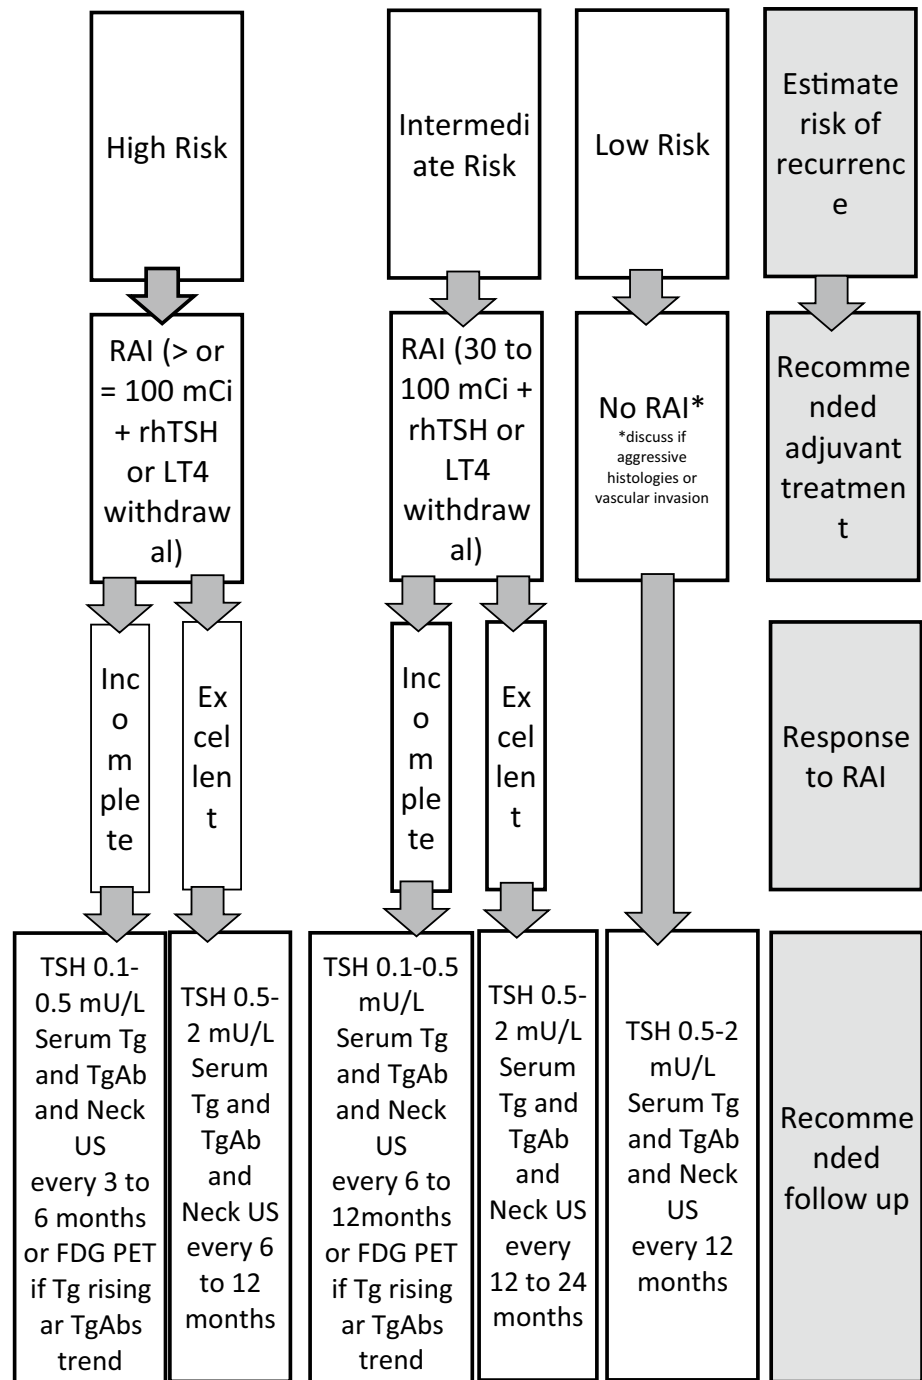 High Risk
Intermedi
ate Risk
Low Risk
Estimate
risk of
recurrenc
e
RAI (> or
= 100 mCi
+ rhTSH
or LT4
withdraw
al)
RAI (30 to
100 mCi +
rhTSH or
LT4
withdraw
al)
No RAI*
*discuss if
aggressive
histologies or
vascular invasion
Recomme
nded
adjuvant
treatmen
t
Inc
o
m
ple
te
Ex
cel
len
t
Inc
o
m
ple
te
Ex
cel
len
t
Response
to RAI
TSH 0.1-
0.5 mU/L
Serum Tg
and TgAb
and Neck
US
every 3 to
6 months
or FDG PET
if Tg rising
ar TgAbs
trend
TSH 0.5-
2 mU/L
Serum
Tg and
TgAb
and
Neck US
every 6
to 12
months
TSH 0.1-0.5
mU/L
Serum Tg
and TgAb
and Neck
US
every 6 to
12months
or FDG PET
if Tg rising
ar TgAbs
trend
TSH 0.5-
2 mU/L
Serum
Tg and
TgAb
and
Neck US
every
12 to 24
months
TSH 0.5-2
mU/L
Serum Tg
and TgAb
and Neck
US
every 12
months
Recomme
nded
follow up